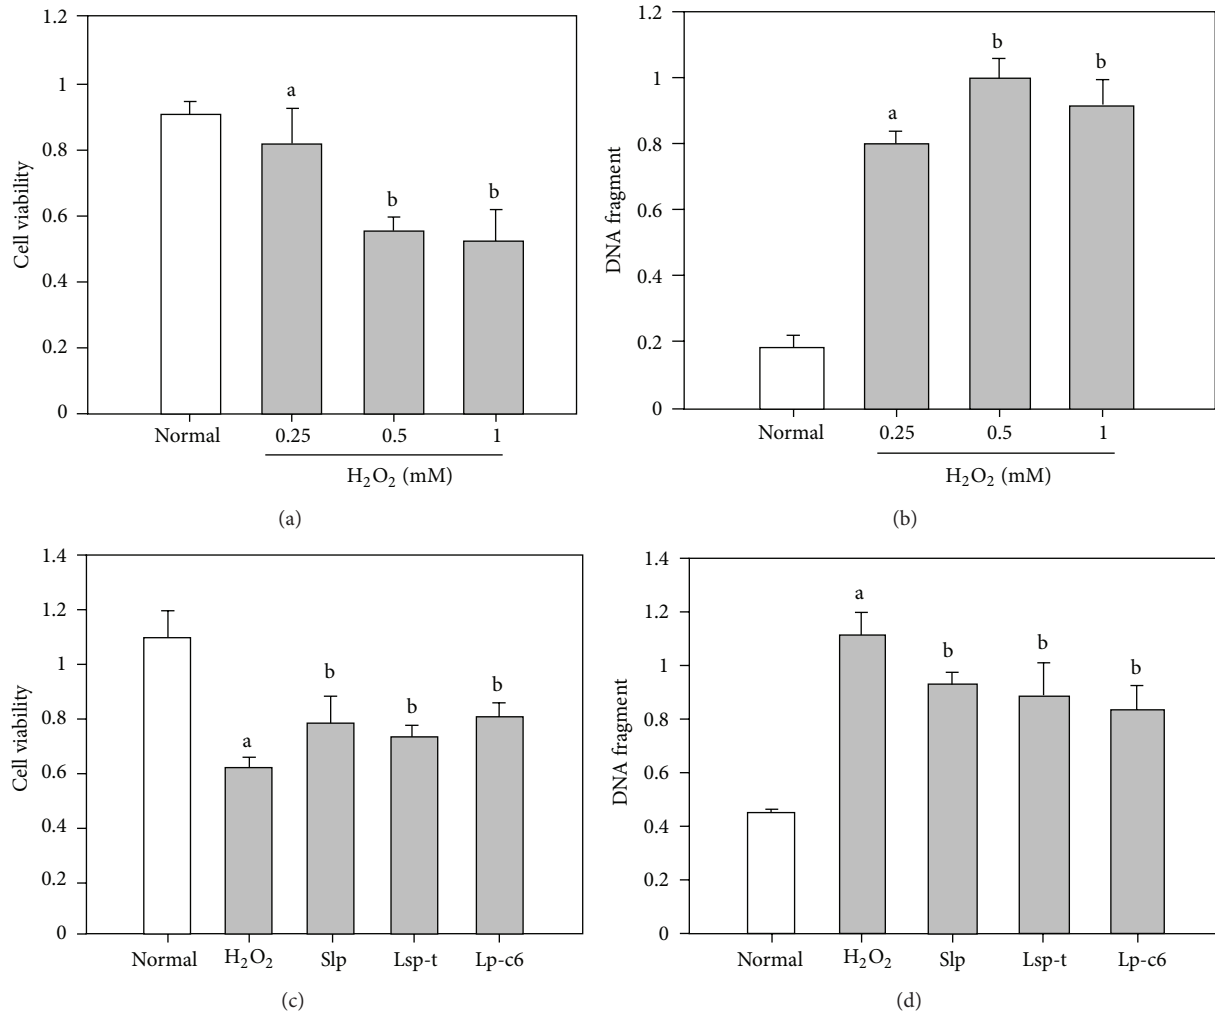 1.2
1
0.8
0.6
0.4
0.2
0
Cell viability
a
b
b
Normal
0.25
0.5
1
H₂O₂ (mM)
(a)
1.2
1
0.8
0.6
0.4
0.2
0
DNA fragment
a
b
b
Normal
0.25
0.5
1
H₂O₂ (mM)
(b)
1.4
1.2
1
0.8
0.6
0.4
0.2
0
Cell viability
a
b
b
b
Normal
H₂O₂
Slp
Lsp-t
Lp-c6
(c)
1.4
1.2
1
0.8
0.6
0.4
0.2
0
DNA fragment
a
b
b
b
Normal
H₂O₂
Slp
Lsp-t
Lp-c6
(d)